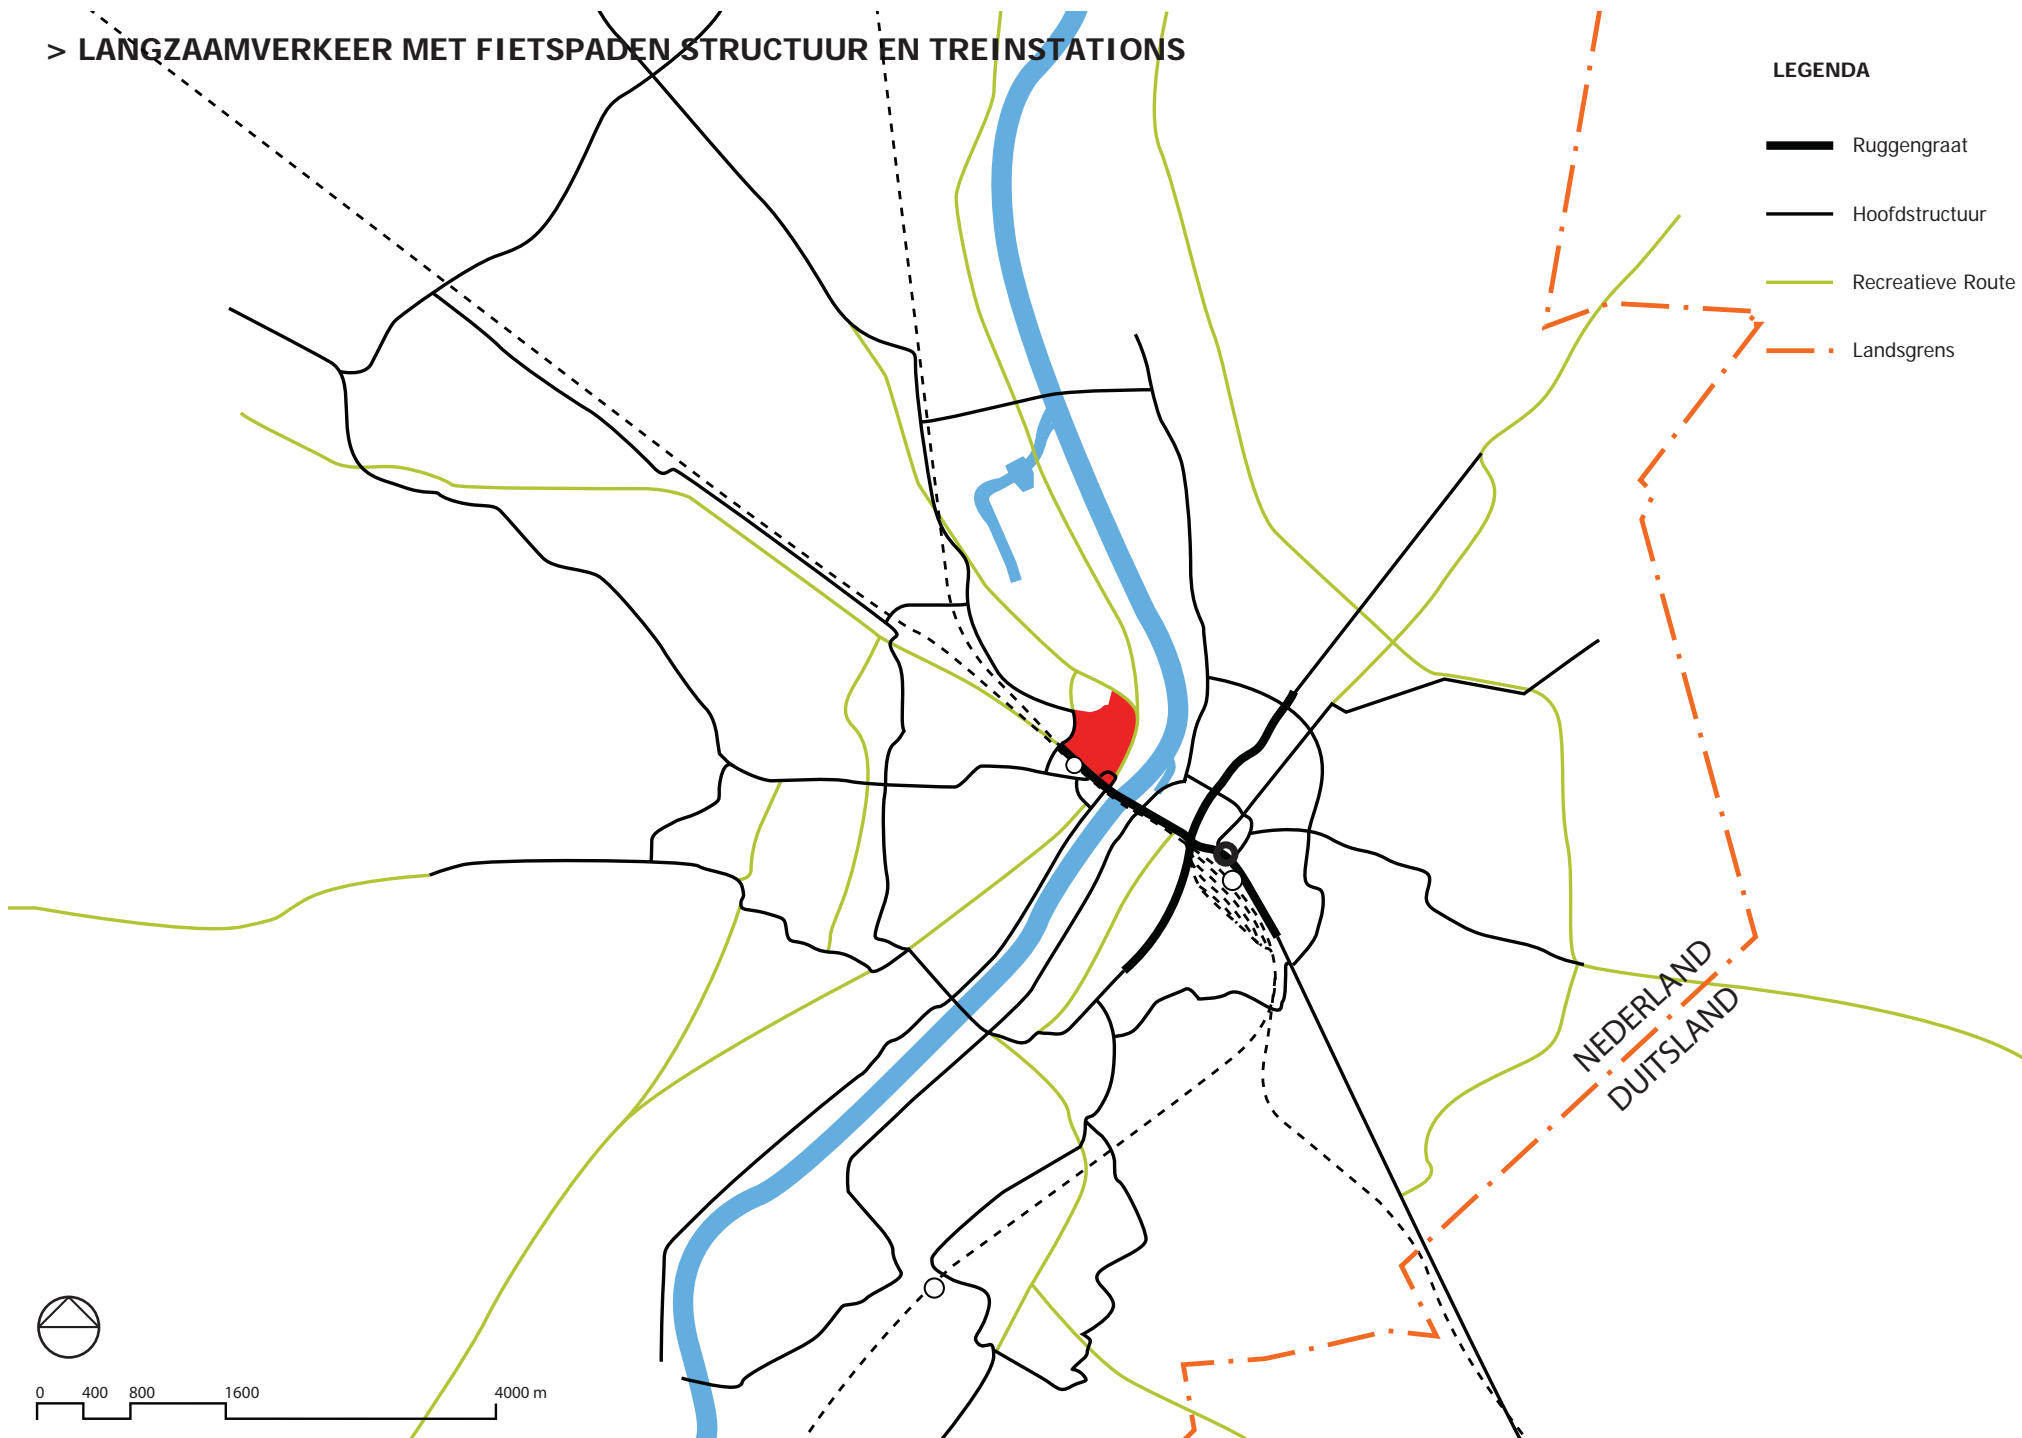 > LANGZAAMVERKEER MET FIETSPADEN STRUCTUUR EN TREINSTATIONS
LEGENDA
Ruggengraat
Hoofdstructuur
Recreatieve Route
Landsgrens
NEDERLAND
DUITSLAND
0 400 800 1600 4000 m